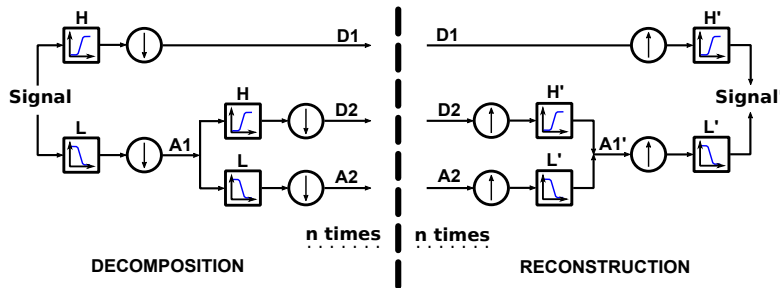 H
H'
D1
D1
Signal
Signal
H
H'
L
D2
D2
L'
A1
A1'
L
L'
A2
A2
n times
n times
DECOMPOSITION
RECONSTRUCTION